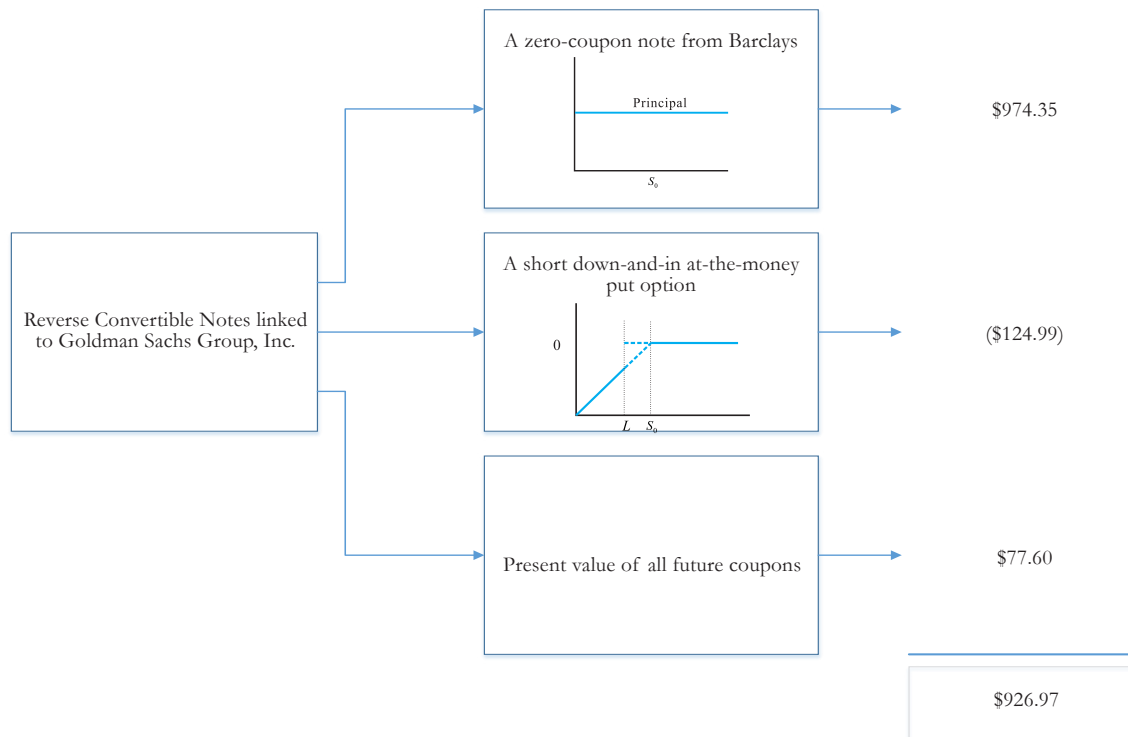 A zero-coupon note from Barclays
Principal
S₀
$974.35
Reverse Convertible Notes linked
to Goldman Sachs Group, Inc.
A short down-and-in at-the-money
put option
0
L S₀
($124.99)
Present value of all future coupons
$77.60
$926.97